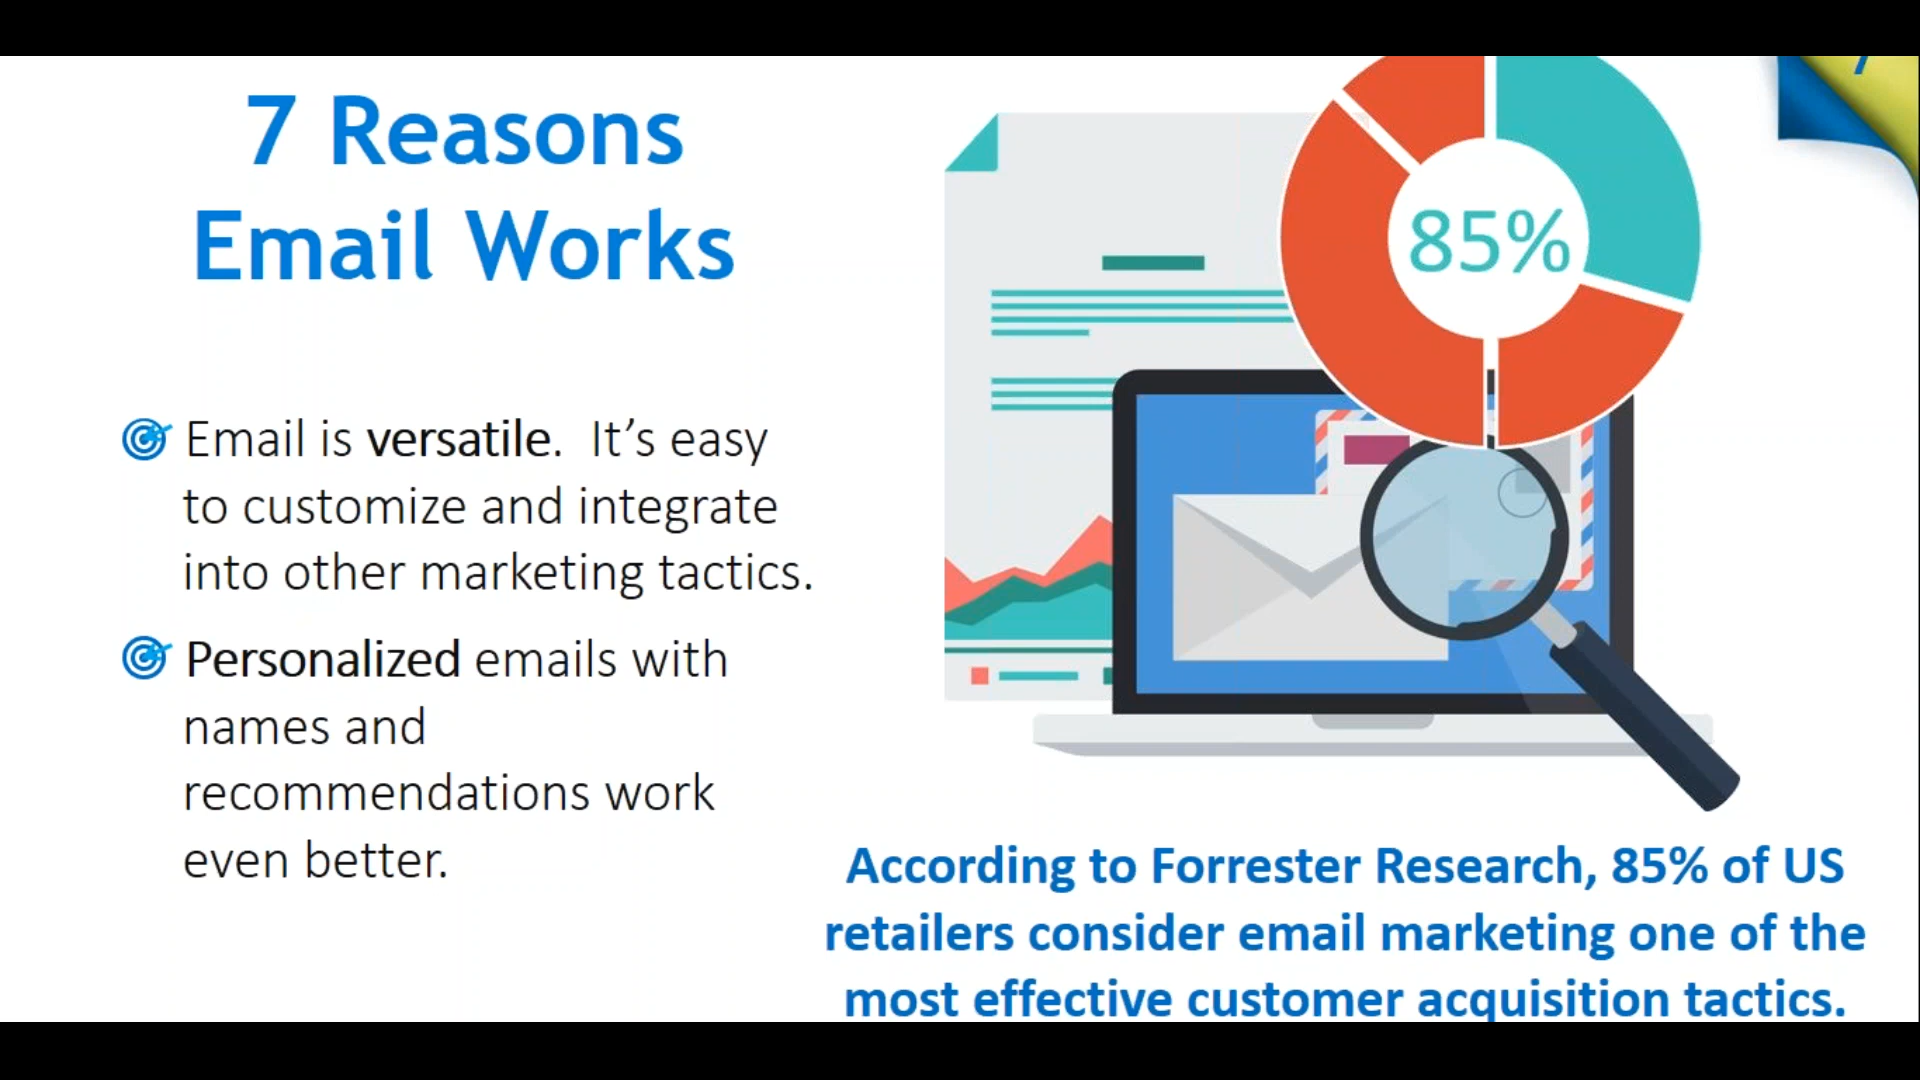 7 Reasons
Email Works
Email is versatile.  It’s easy
to customize and integrate
into other marketing tactics.
Personalized emails with
names and
recommendations work
even better.
85%
According to Forrester Research, 85% of US
retailers consider email marketing one of the
most effective customer acquisition tactics.